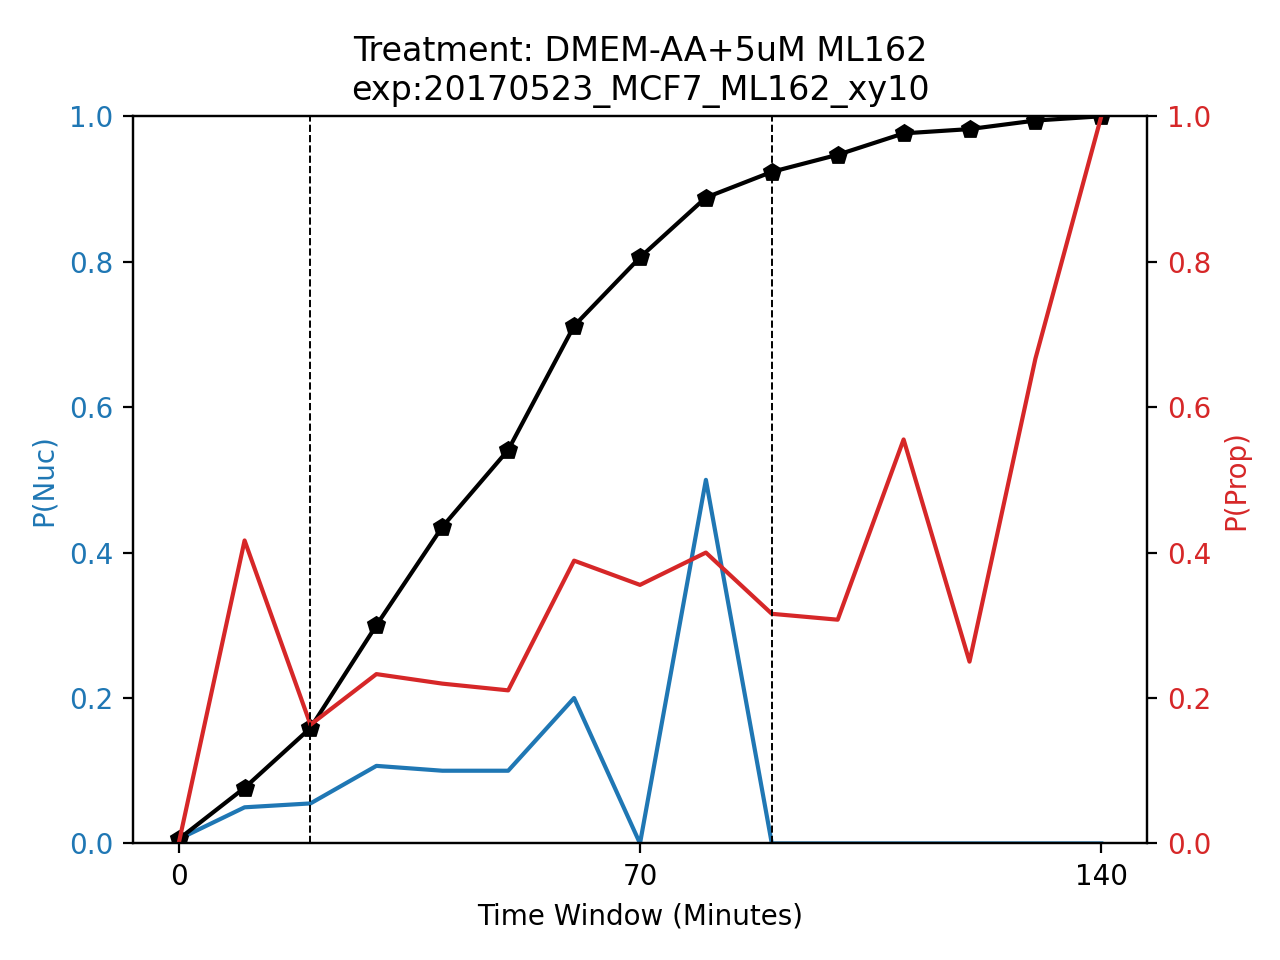 Treatment: DMEM-AA+5uM ML162
exp:20170523_MCF7_ML162_xy10
1.0
0.8
0.6
0.4
0.2
0.0
P(Nuc)
1.0
0.8
0.6
0.4
0.2
0.0
P(Prop)
0 70 140
Time Window (Minutes)